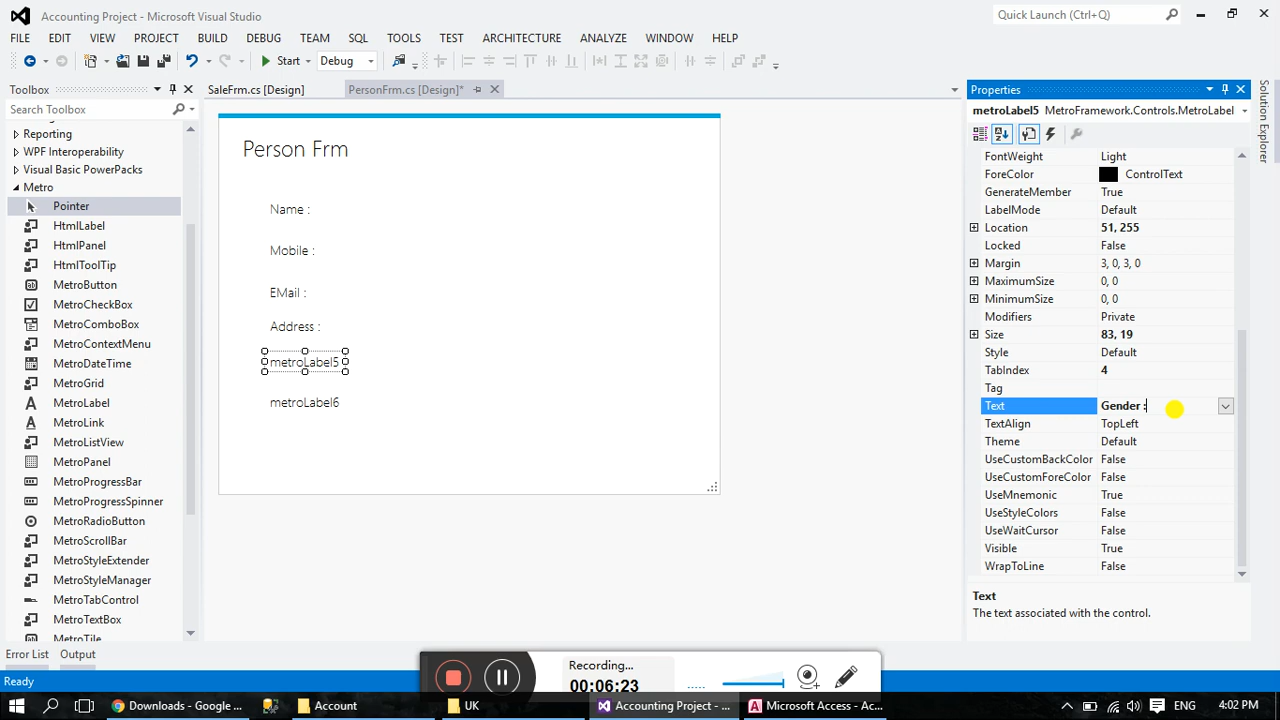 Accounting Project - Microsoft Visual Studio
Quick Launch (Ctrl+Q)
FILE EDIT VIEW PROJECT BUILD DEBUG TEAM SQL TOOLS TEST ARCHITECTURE ANALYZE WINDOW HELP
Start Debug
Toolbox
SaleFrm.cs [Design] PersonFrm.cs [Design]*
Properties
Search Toolbox
Reporting
WPF Interoperability
Visual Basic PowerPacks
Metro
Pointer
HtmlLabel
HtmlPanel
HtmlToolTip
MetroButton
MetroCheckBox
MetroComboBox
MetroContextMenu
MetroDateTime
MetroGrid
MetroLabel
MetroLink
MetroListView
MetroPanel
MetroProgressBar
MetroProgressSpinner
MetroRadioButton
MetroScrollBar
MetroStyleExtender
MetroStyleManager
MetroTabControl
MetroTextBox
MetroTile
Person Frm
Name :
Mobile :
EMail :
Address :
metroLabel5
metroLabel6
metroLabel5 MetroFramework.Controls.MetroLabel
FontWeight Light
ForeColor ControlText
GenerateMember True
LabelMode Default
Location 51, 255
Locked False
Margin 3, 0, 3, 0
MaximumSize 0, 0
MinimumSize 0, 0
Modifiers Private
Size 83, 19
Style Default
TabIndex 4
Tag
Text Gender :
TextAlign TopLeft
Theme Default
UseCustomBackColor False
UseCustomForeColor False
UseMnemonic True
UseStyleColors False
UseWaitCursor False
Visible True
WrapToLine False
Text
The text associated with the control.
Solution Explorer
Error List Output
Ready
Recording...
00:06:23
Downloads - Google ... Account UK Accounting Project - ... Microsoft Access - Ac... ENG 4:02 PM